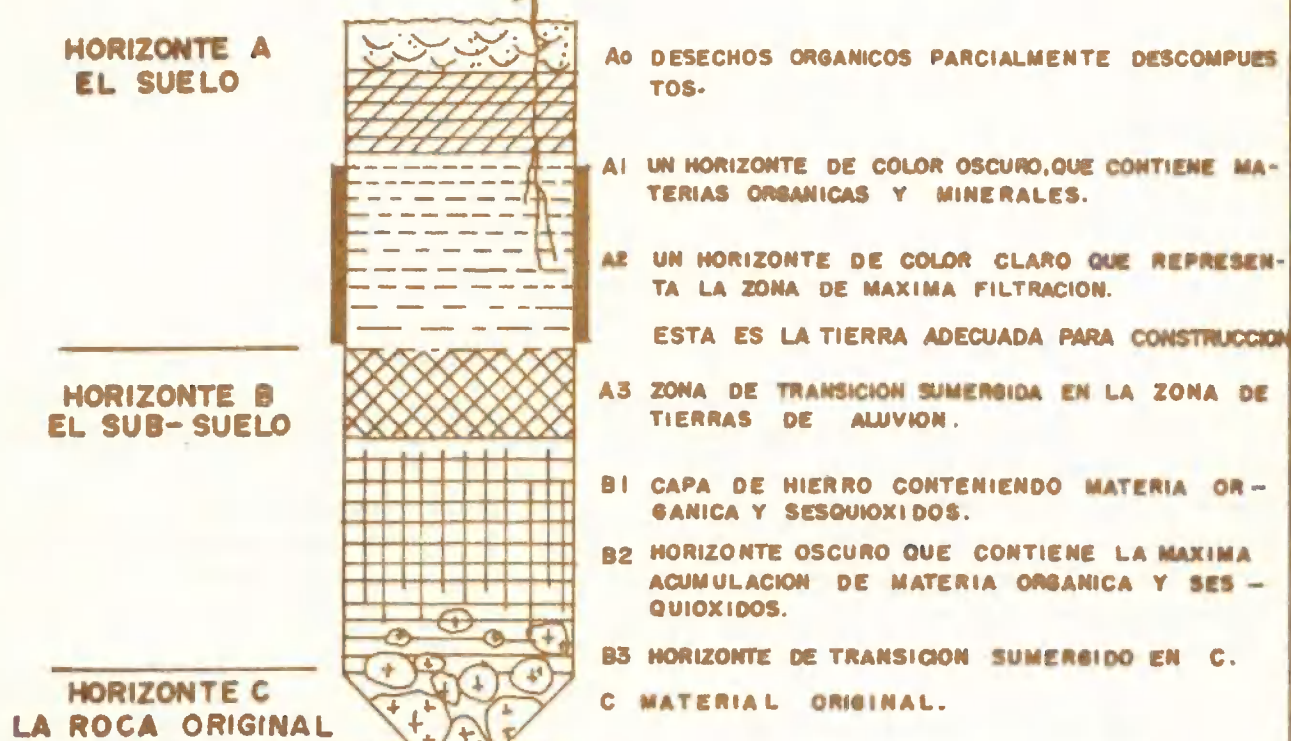 HORIZONTE A
EL SUELO
A0 DESECHOS ORGANICOS PARCIALMENTE DESCOMPUES
TOS.
A1 UN HORIZONTE DE COLOR OSCURO, QUE CONTIENE MA-
TERIAS ORGANICAS Y MINERALES.
A2 UN HORIZONTE DE COLOR CLARO QUE REPRESEN-
TA LA ZONA DE MAXIMA FILTRACION.
ESTA ES LA TIERRA ADECUADA PARA CONSTRUCCION
HORIZONTE B
EL SUB-SUELO
A3 ZONA DE TRANSICION SUMERGIDA EN LA ZONA DE
TIERRAS DE ALUVION.
B1 CAPA DE HIERRO CONTENIENDO MATERIA OR-
GANICA Y SESQUIOXIDOS.
B2 HORIZONTE OSCURO QUE CONTIENE LA MAXIMA
ACUMULACION DE MATERIA ORGANICA Y SES-
QUIOXIDOS.
B3 HORIZONTE DE TRANSICION SUMERGIDO EN C.
HORIZONTE C
LA ROCA ORIGINAL
C MATERIAL ORIGINAL.